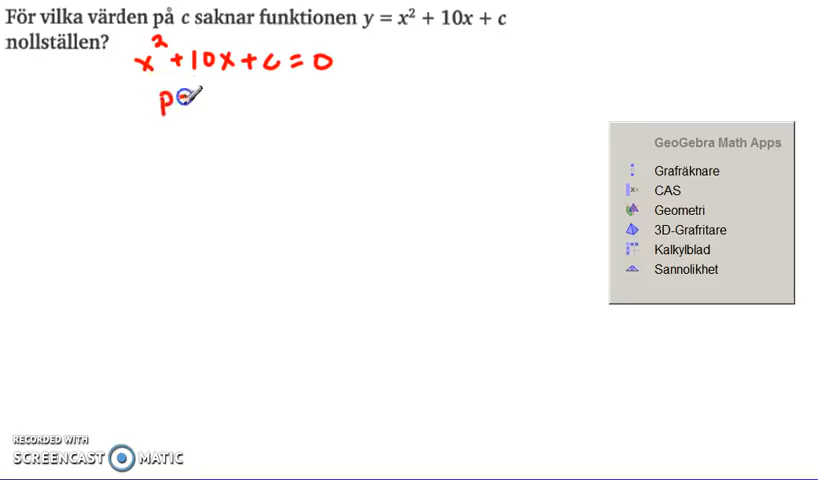 För vilka värden på c saknar funktionen y = x² + 10x + c
nollställen?
x² + 10x + c = 0
p
GeoGebra Math Apps
Grafräknare
CAS
Geometri
3D-Grafritare
Kalkylblad
Sannolikhet
RECORDED WITH
SCREENCAST MATIC